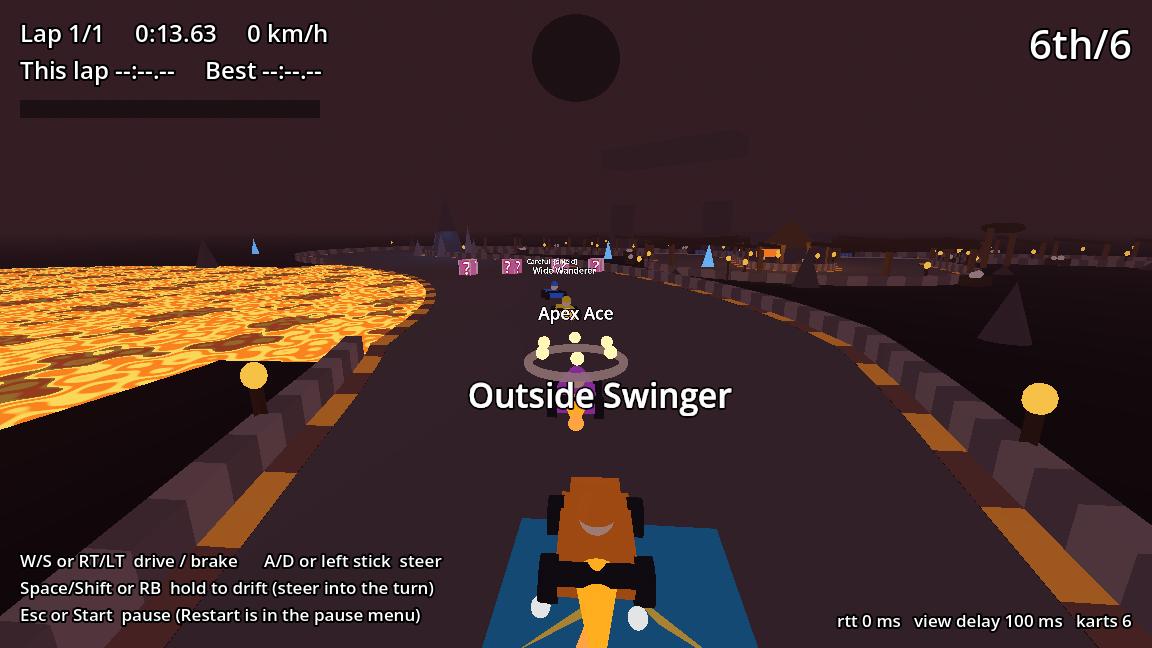 Lap 1/1 0:13.63 0 km/h
6th/6
This lap --:--.-- Best --:--.--
? ? ? ?
Wide Wanderer
Apex Ace
Outside Swinger
W/S or RT/LT drive / brake A/D or left stick steer
Space/Shift or RB hold to drift (steer into the turn)
Esc or Start pause (Restart is in the pause menu)
rtt 0 ms view delay 100 ms karts 6